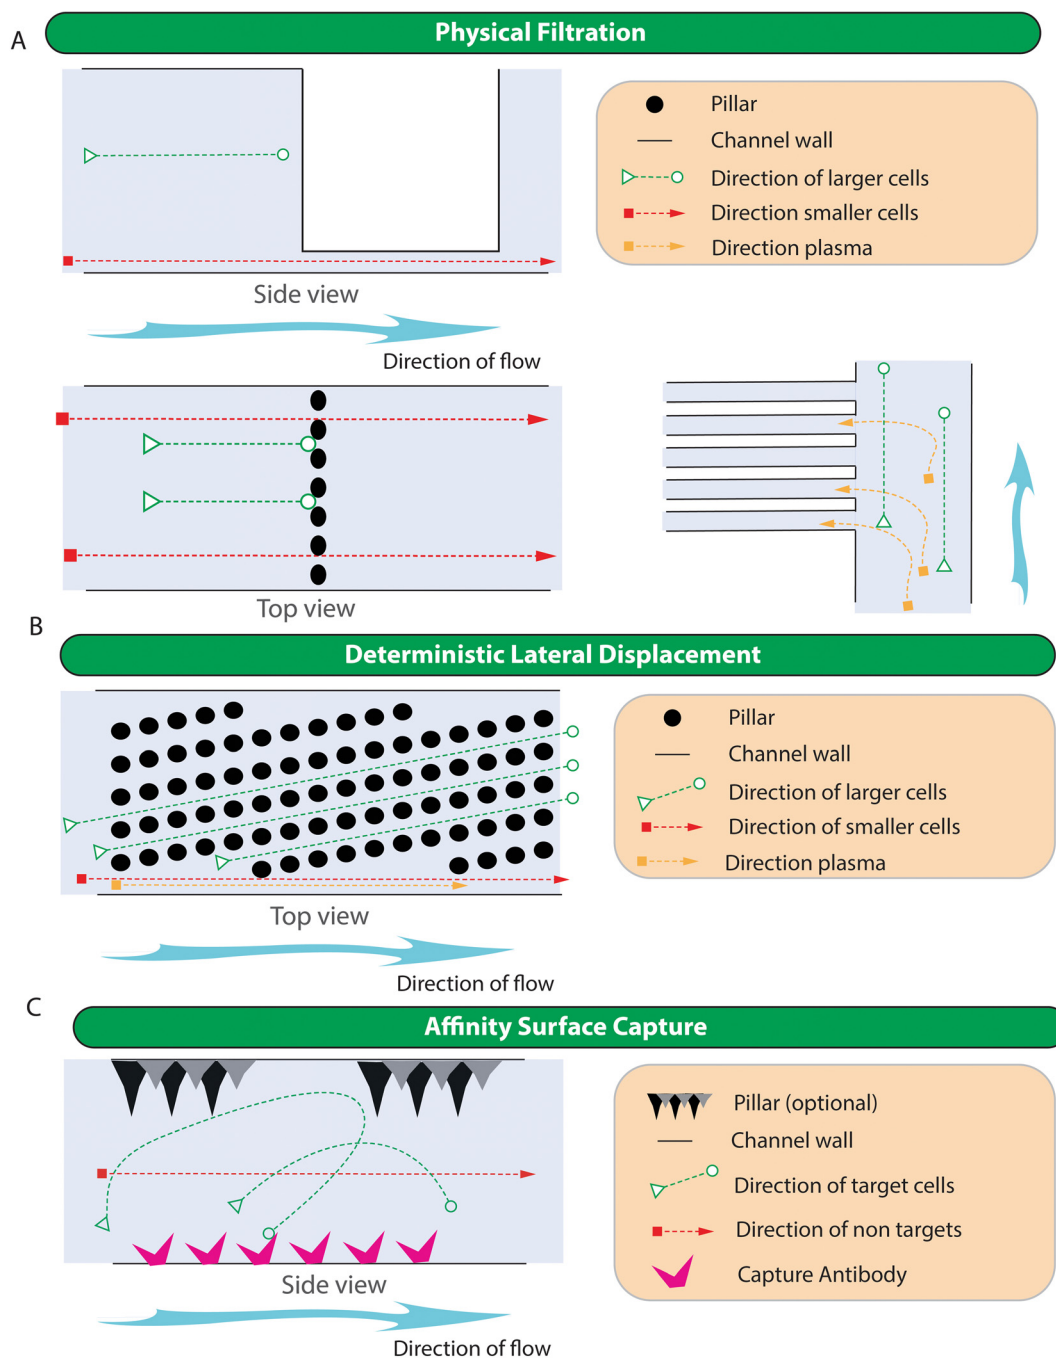 A
Physical Filtration
Pillar
Channel wall
Direction of larger cells
Direction smaller cells
Direction plasma
Side view
Direction of flow
Top view
B
Deterministic Lateral Displacement
Pillar
Channel wall
Direction of larger cells
Direction of smaller cells
Direction plasma
Top view
Direction of flow
C
Affinity Surface Capture
Pillar (optional)
Channel wall
Direction of target cells
Direction of non targets
Capture Antibody
Side view
Direction of flow